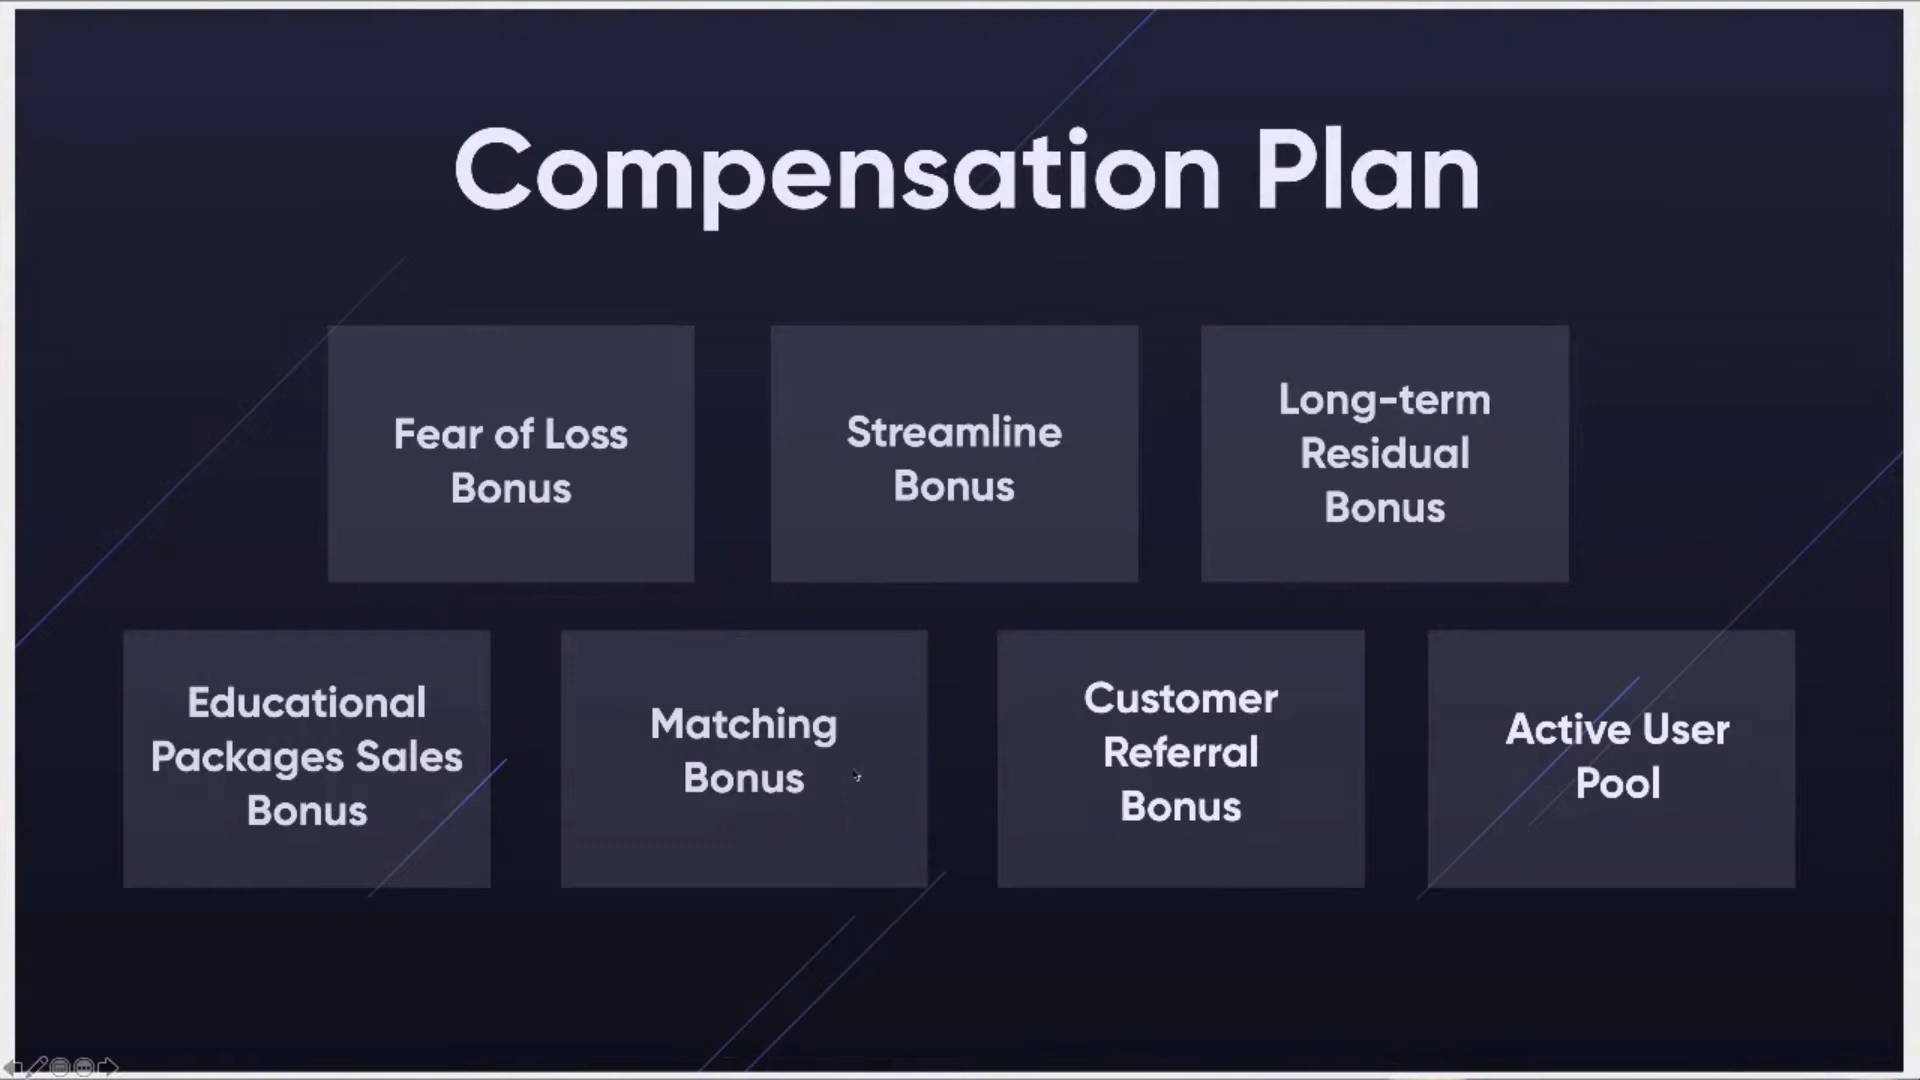 Compensation Plan
Fear of Loss
Bonus
Streamline
Bonus
Long-term
Residual
Bonus
Educational
Packages Sales
Bonus
Matching
Bonus
Customer
Referral
Bonus
Active User
Pool